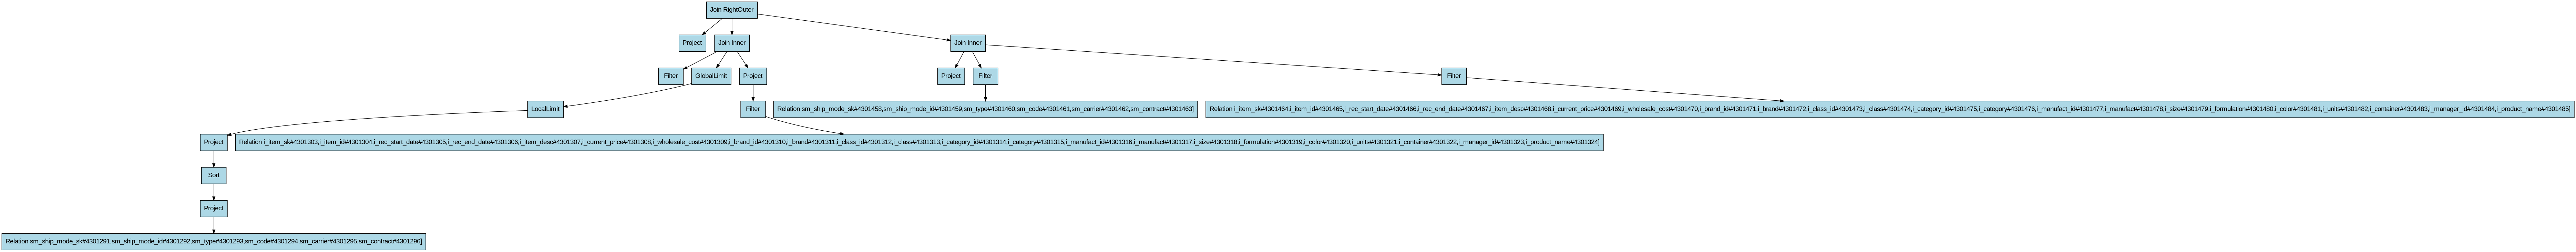 Join RightOuter
Project
Join Inner
Join Inner
Filter
GlobalLimit
Project
Project
Filter
Filter
LocalLimit
Filter
Relation sm_ship_mode_sk#4301458,sm_ship_mode_id#4301459,sm_type#4301460,sm_code#4301461,sm_carrier#4301462,sm_contract#4301463]
Relation i_item_sk#4301464,i_item_id#4301465,i_rec_start_date#4301466,i_rec_end_date#4301467,i_item_desc#4301468,i_current_price#4301469,i_wholesale_cost#4301470,i_brand_id#4301471,i_brand#4301472,i_class_id#4301473,i_class#4301474,i_category_id#4301475,i_category#4301476,i_manufact_id#4301477,i_manufact#4301478,i_size#4301479,i_formulation#4301480,i_color#4301481,i_units#4301482,i_container#4301483,i_manager_id#4301484,i_product_name#4301485]
Project
Relation i_item_sk#4301303,i_item_id#4301304,i_rec_start_date#4301305,i_rec_end_date#4301306,i_item_desc#4301307,i_current_price#4301308,i_wholesale_cost#4301309,i_brand_id#4301310,i_brand#4301311,i_class_id#4301312,i_class#4301313,i_category_id#4301314,i_category#4301315,i_manufact_id#4301316,i_manufact#4301317,i_size#4301318,i_formulation#4301319,i_color#4301320,i_units#4301321,i_container#4301322,i_manager_id#4301323,i_product_name#4301324]
Sort
Project
Relation sm_ship_mode_sk#4301291,sm_ship_mode_id#4301292,sm_type#4301293,sm_code#4301294,sm_carrier#4301295,sm_contract#4301296]